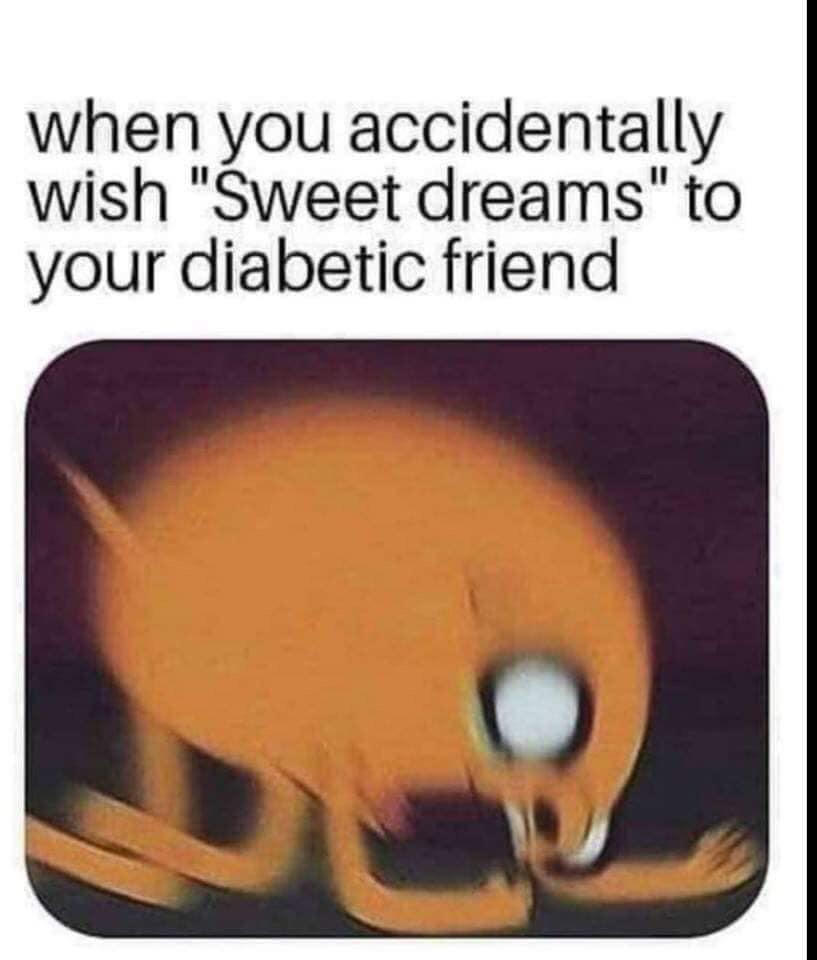 when you accidentally
wish "Sweet dreams" to
your diabetic friend